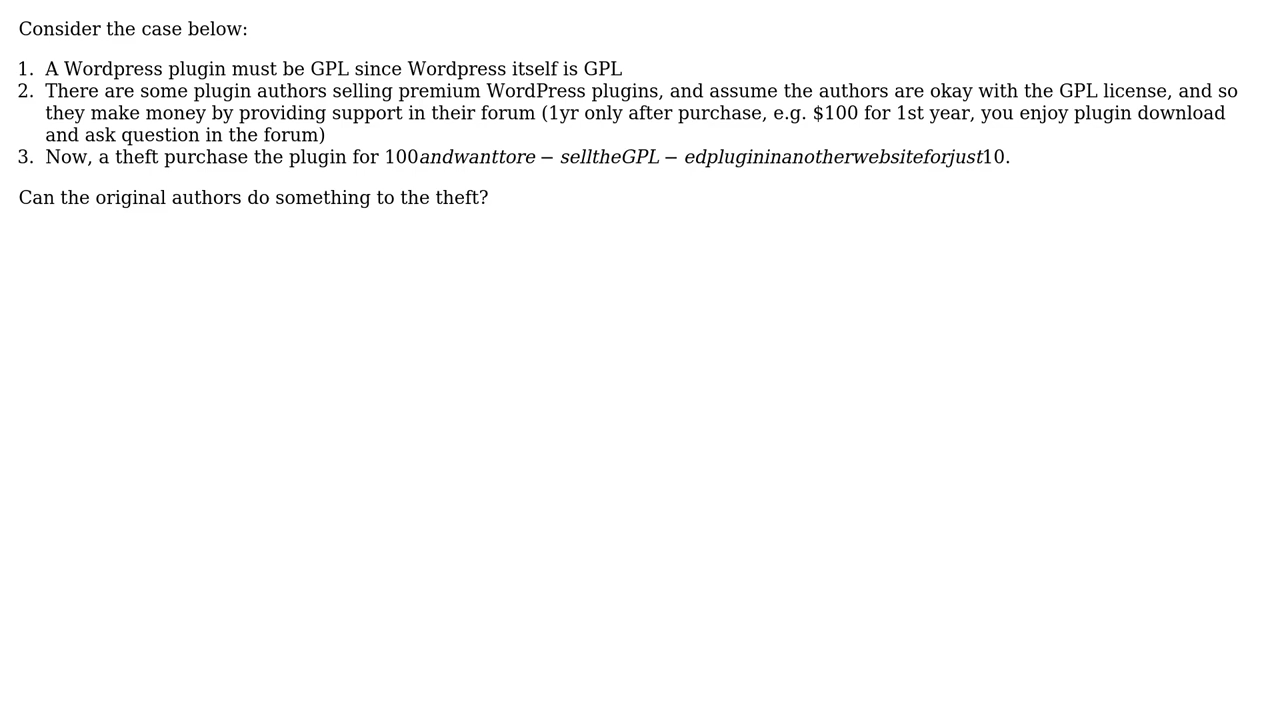 Consider the case below:
1. A Wordpress plugin must be GPL since Wordpress itself is GPL
2. There are some plugin authors selling premium WordPress plugins, and assume the authors are okay with the GPL license, and so
they make money by providing support in their forum (1yr only after purchase, e.g. $100 for 1st year, you enjoy plugin download
and ask question in the forum)
3. Now, a theft purchase the plugin for 100andwanttore − selltheGPL − edplugininanotherwebsiteforjust10.
Can the original authors do something to the theft?